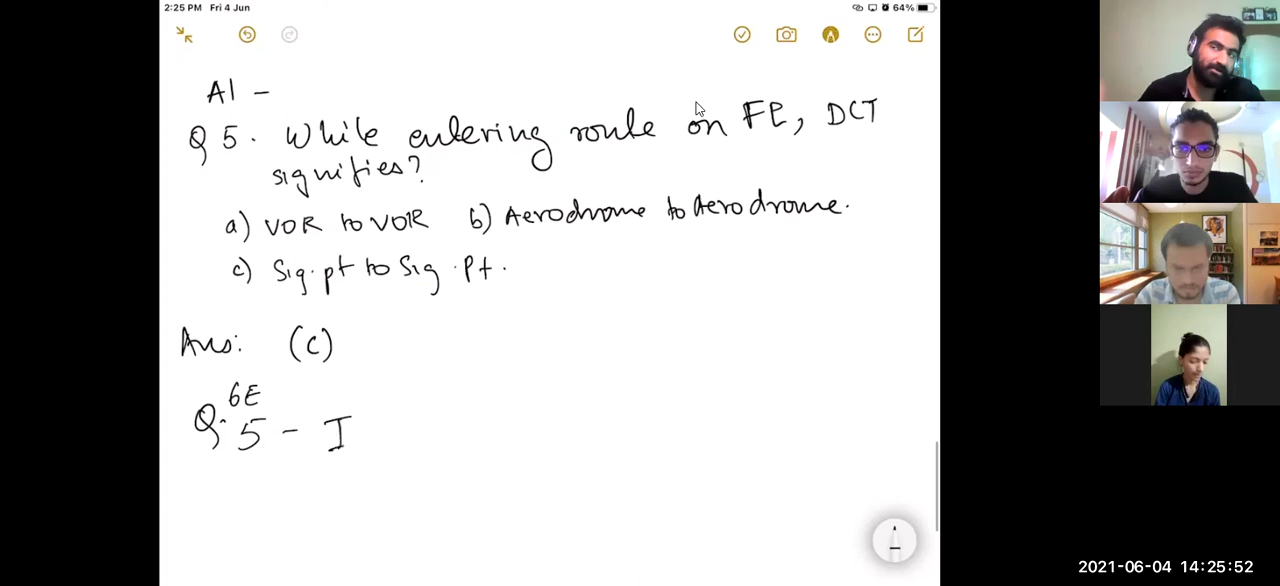 2:25 PM Fri 4 Jun
64%
AI -
Q 5. While entering route on FPL, DCT
signifies?
a) VOR to VOR b) Aerodrome to Aerodrome.
c) Sig. pt to Sig. Pt.
Ans: (c)
6E
Q. 5 - I
2021-06-04 14:25:52